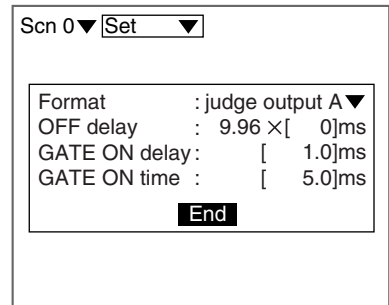 Scn 0▼ Set ▼
Format : judge output A▼
OFF delay : 9.96 ×[ 0]ms
GATE ON delay : [ 1.0]ms
GATE ON time : [ 5.0]ms
End